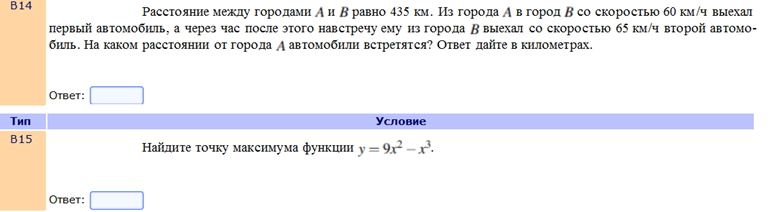 B14
Расстояние между городами A и B равно 435 км. Из города A в город B со скоростью 60 км/ч выехал
первый автомобиль, а через час после этого навстречу ему из города B выехал со скоростью 65 км/ч второй автомо-
биль. На каком расстоянии от города A автомобили встретятся? Ответ дайте в километрах.
Ответ:
Тип Условие
B15
Найдите точку максимума функции y = 9x² − x³.
Ответ: